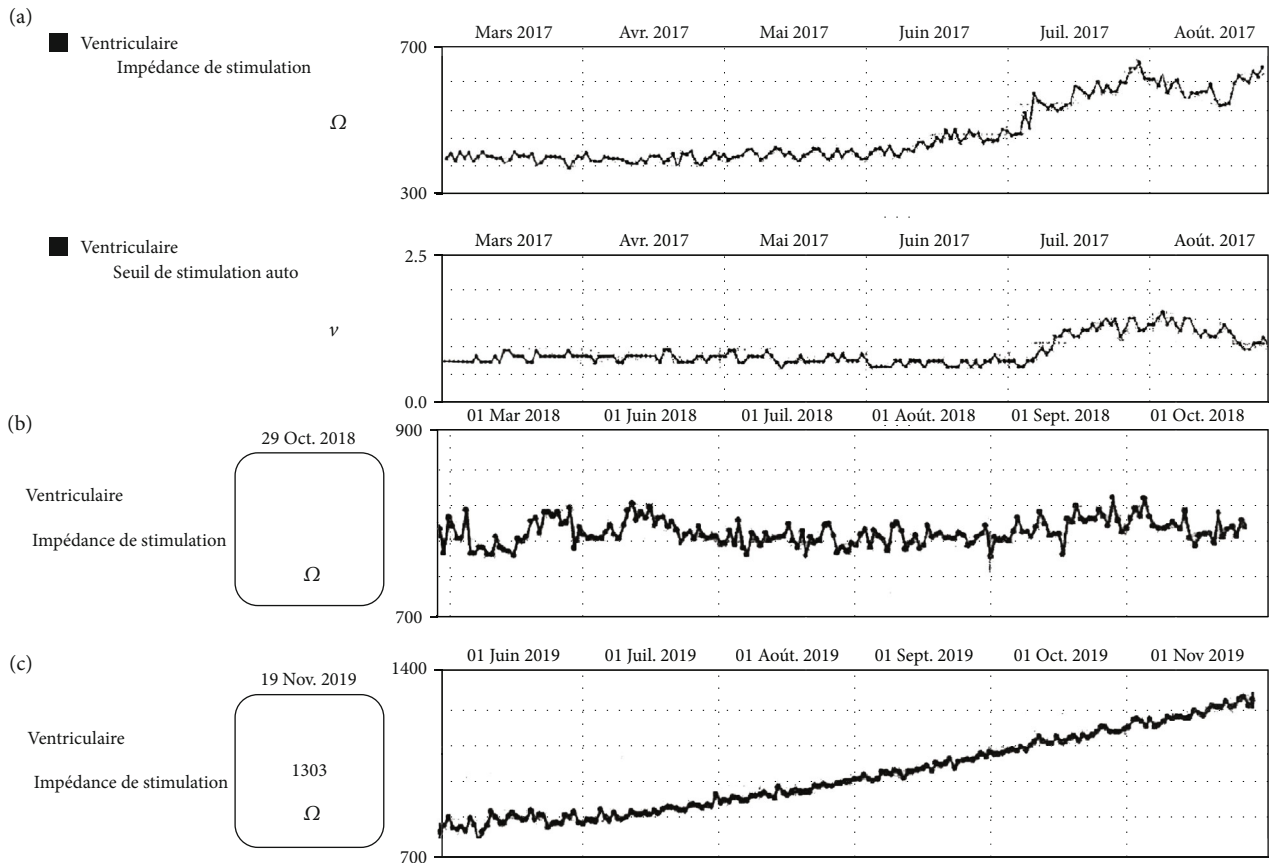 (a)
Ventriculaire
Impédance de stimulation
Ω
Mars 2017 Avr. 2017 Mai 2017 Juin 2017 Juil. 2017 Aoút. 2017
700
300
Ventriculaire
Seuil de stimulation auto
v
Mars 2017 Avr. 2017 Mai 2017 Juin 2017 Juil. 2017 Aoút. 2017
2.5
0.0
(b)
29 Oct. 2018
Ventriculaire
Impédance de stimulation
Ω
01 Mar 2018 01 Juin 2018 01 Juil. 2018 01 Aoút. 2018 01 Sept. 2018 01 Oct. 2018
900
700
(c)
19 Nov. 2019
Ventriculaire
Impédance de stimulation
1303
Ω
01 Juin 2019 01 Juil. 2019 01 Aoút. 2019 01 Sept. 2019 01 Oct. 2019 01 Nov 2019
1400
700